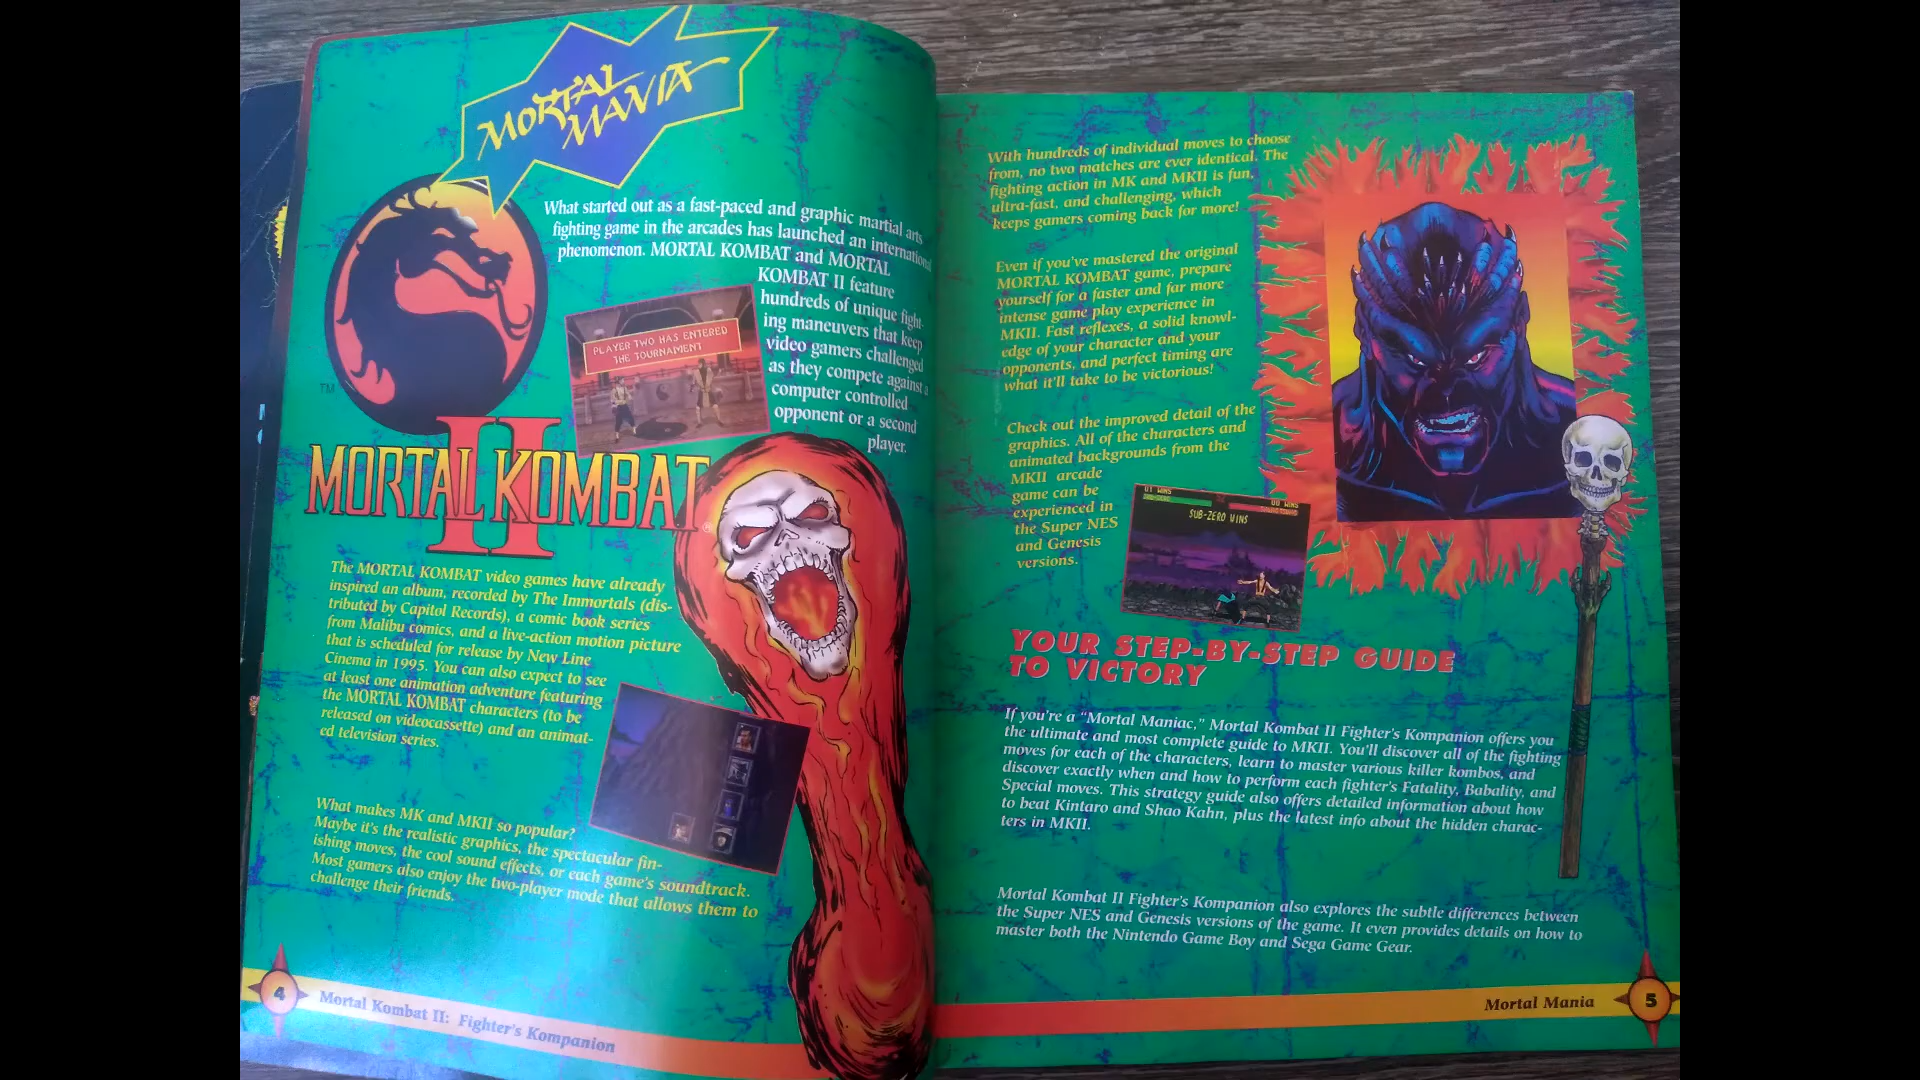 MORTAL
MANIA
What started out as a fast-paced and graphic martial arts
fighting game in the arcades has launched an international
phenomenon. MORTAL KOMBAT and MORTAL
KOMBAT II feature
hundreds of unique fight-
ing maneuvers that keep
video gamers challenged
as they compete against a
computer controlled
opponent or a second
player.
PLAYER TWO HAS ENTERED
THE TOURNAMENT
TM
II
MORTAL KOMBAT®
The MORTAL KOMBAT video games have already
inspired an album, recorded by The Immortals (dis-
tributed by Capitol Records), a comic book series
from Malibu comics, and a live-action motion picture
that is scheduled for release by New Line
Cinema in 1995. You can also expect to see
at least one animation adventure featuring
the MORTAL KOMBAT characters (to be
released on videocassette) and an animat-
ed television series.
What makes MK and MKII so popular?
Maybe it's the realistic graphics, the spectacular fin-
ishing moves, the cool sound effects, or each game's soundtrack.
Most gamers also enjoy the two-player mode that allows them to
challenge their friends.
4
Mortal Kombat II: Fighter's Kompanion
With hundreds of individual moves to choose
from, no two matches are ever identical. The
fighting action in MK and MKII is fun,
ultra-fast, and challenging, which
keeps gamers coming back for more!
Even if you've mastered the original
MORTAL KOMBAT game, prepare
yourself for a faster and far more
intense game play experience in
MKII. Fast reflexes, a solid knowl-
edge of your character and your
opponents, and perfect timing are
what it'll take to be victorious!
Check out the improved detail of the
graphics. All of the characters and
animated backgrounds from the
MKII arcade
game can be
experienced in
the Super NES
and Genesis
versions.
01 WINS
00 WINS
SUB-ZERO WINS
YOUR STEP-BY-STEP GUIDE
TO VICTORY
If you're a "Mortal Maniac," Mortal Kombat II Fighter's Kompanion offers you
the ultimate and most complete guide to MKII. You'll discover all of the fighting
moves for each of the characters, learn to master various killer kombos, and
discover exactly when and how to perform each fighter's Fatality, Babality, and
Special moves. This strategy guide also offers detailed information about how
to beat Kintaro and Shao Kahn, plus the latest info about the hidden charac-
ters in MKII.
Mortal Kombat II Fighter's Kompanion also explores the subtle differences between
the Super NES and Genesis versions of the game. It even provides details on how to
master both the Nintendo Game Boy and Sega Game Gear.
Mortal Mania
5